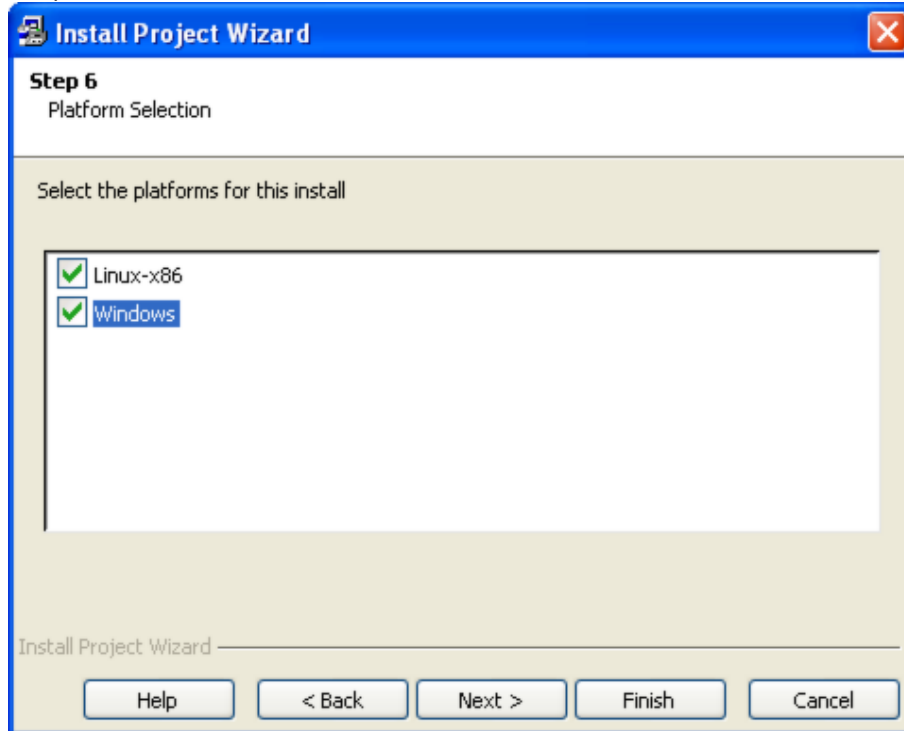 Install Project Wizard
Step 6
Platform Selection
Select the platforms for this install
Linux-x86
Windows
Install Project Wizard
Help
< Back
Next >
Finish
Cancel